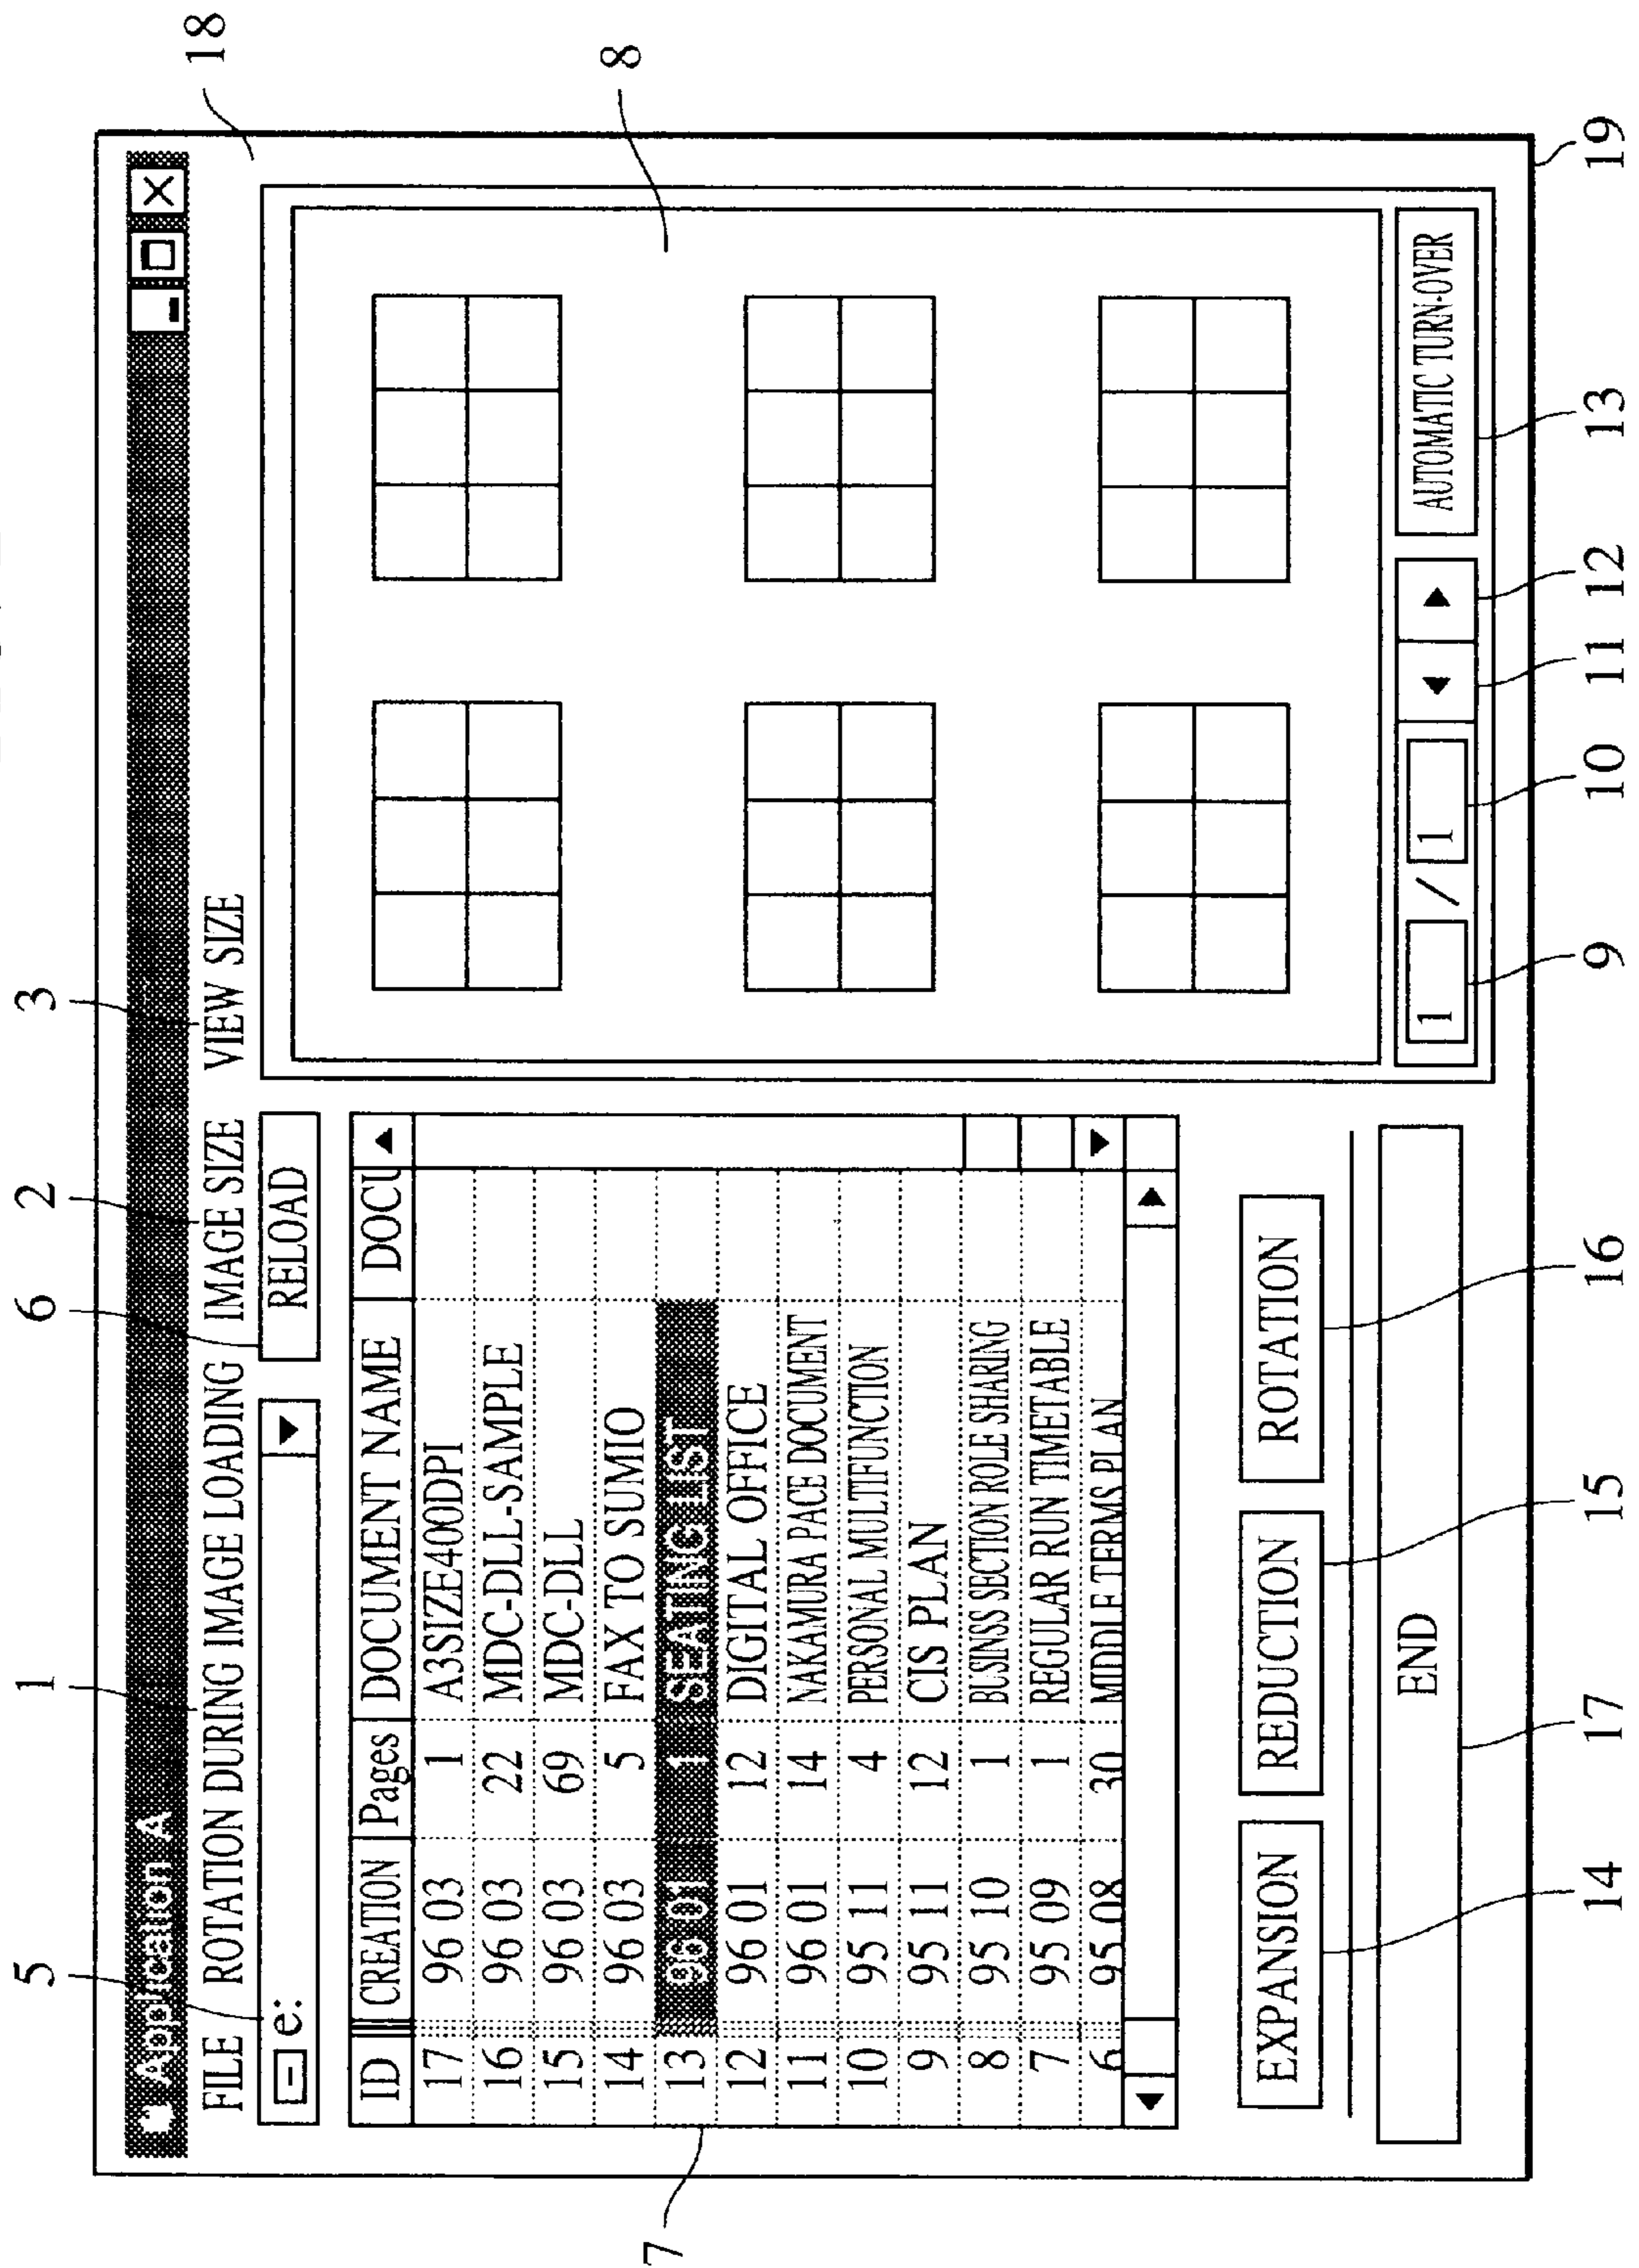 1
2
3
5
6
18
Application A
FILE ROTATION DURING IMAGE LOADING IMAGE SIZE VIEW SIZE
e:
RELOAD
ID CREATION Pages DOCUMENT NAME DOCU
17 96 03 1 A3SIZE400DPI
16 96 03 22 MDC-DLL-SAMPLE
15 96 03 69 MDC-DLL
14 96 03 5 FAX TO SUMIO
13 96 01 1 SEATING LIST
12 96 01 12 DIGITAL OFFICE
11 96 01 14 NAKAMURA PACE DOCUMENT
10 95 11 4 PERSONAL MULTIFUNCTION
9 95 11 12 CIS PLAN
8 95 10 1 BUSINSS SECTION ROLE SHARING
7 95 09 1 REGULAR RUN TIMETABLE
6 95 08 30 MIDDLE TERMS PLAN
7
8
EXPANSION REDUCTION ROTATION
END
1 / 1
AUTOMATIC TURN-OVER
14
17
15
16
9
10
11
12
13
19